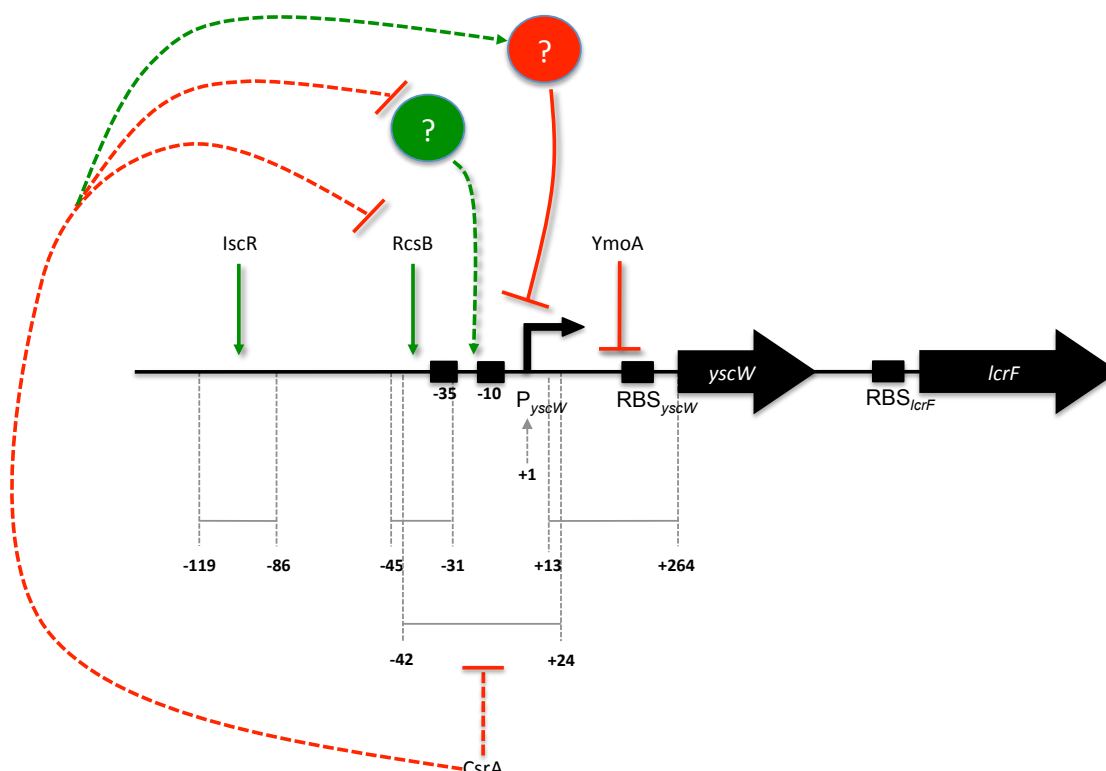 ?
?
IscR
RcsB
YmoA
yscW
lcrF
-35
-10
PyscW
RBSyscW
RBSlcrF
+1
-119
-86
-45
-31
+13
+264
-42
+24
CsrA